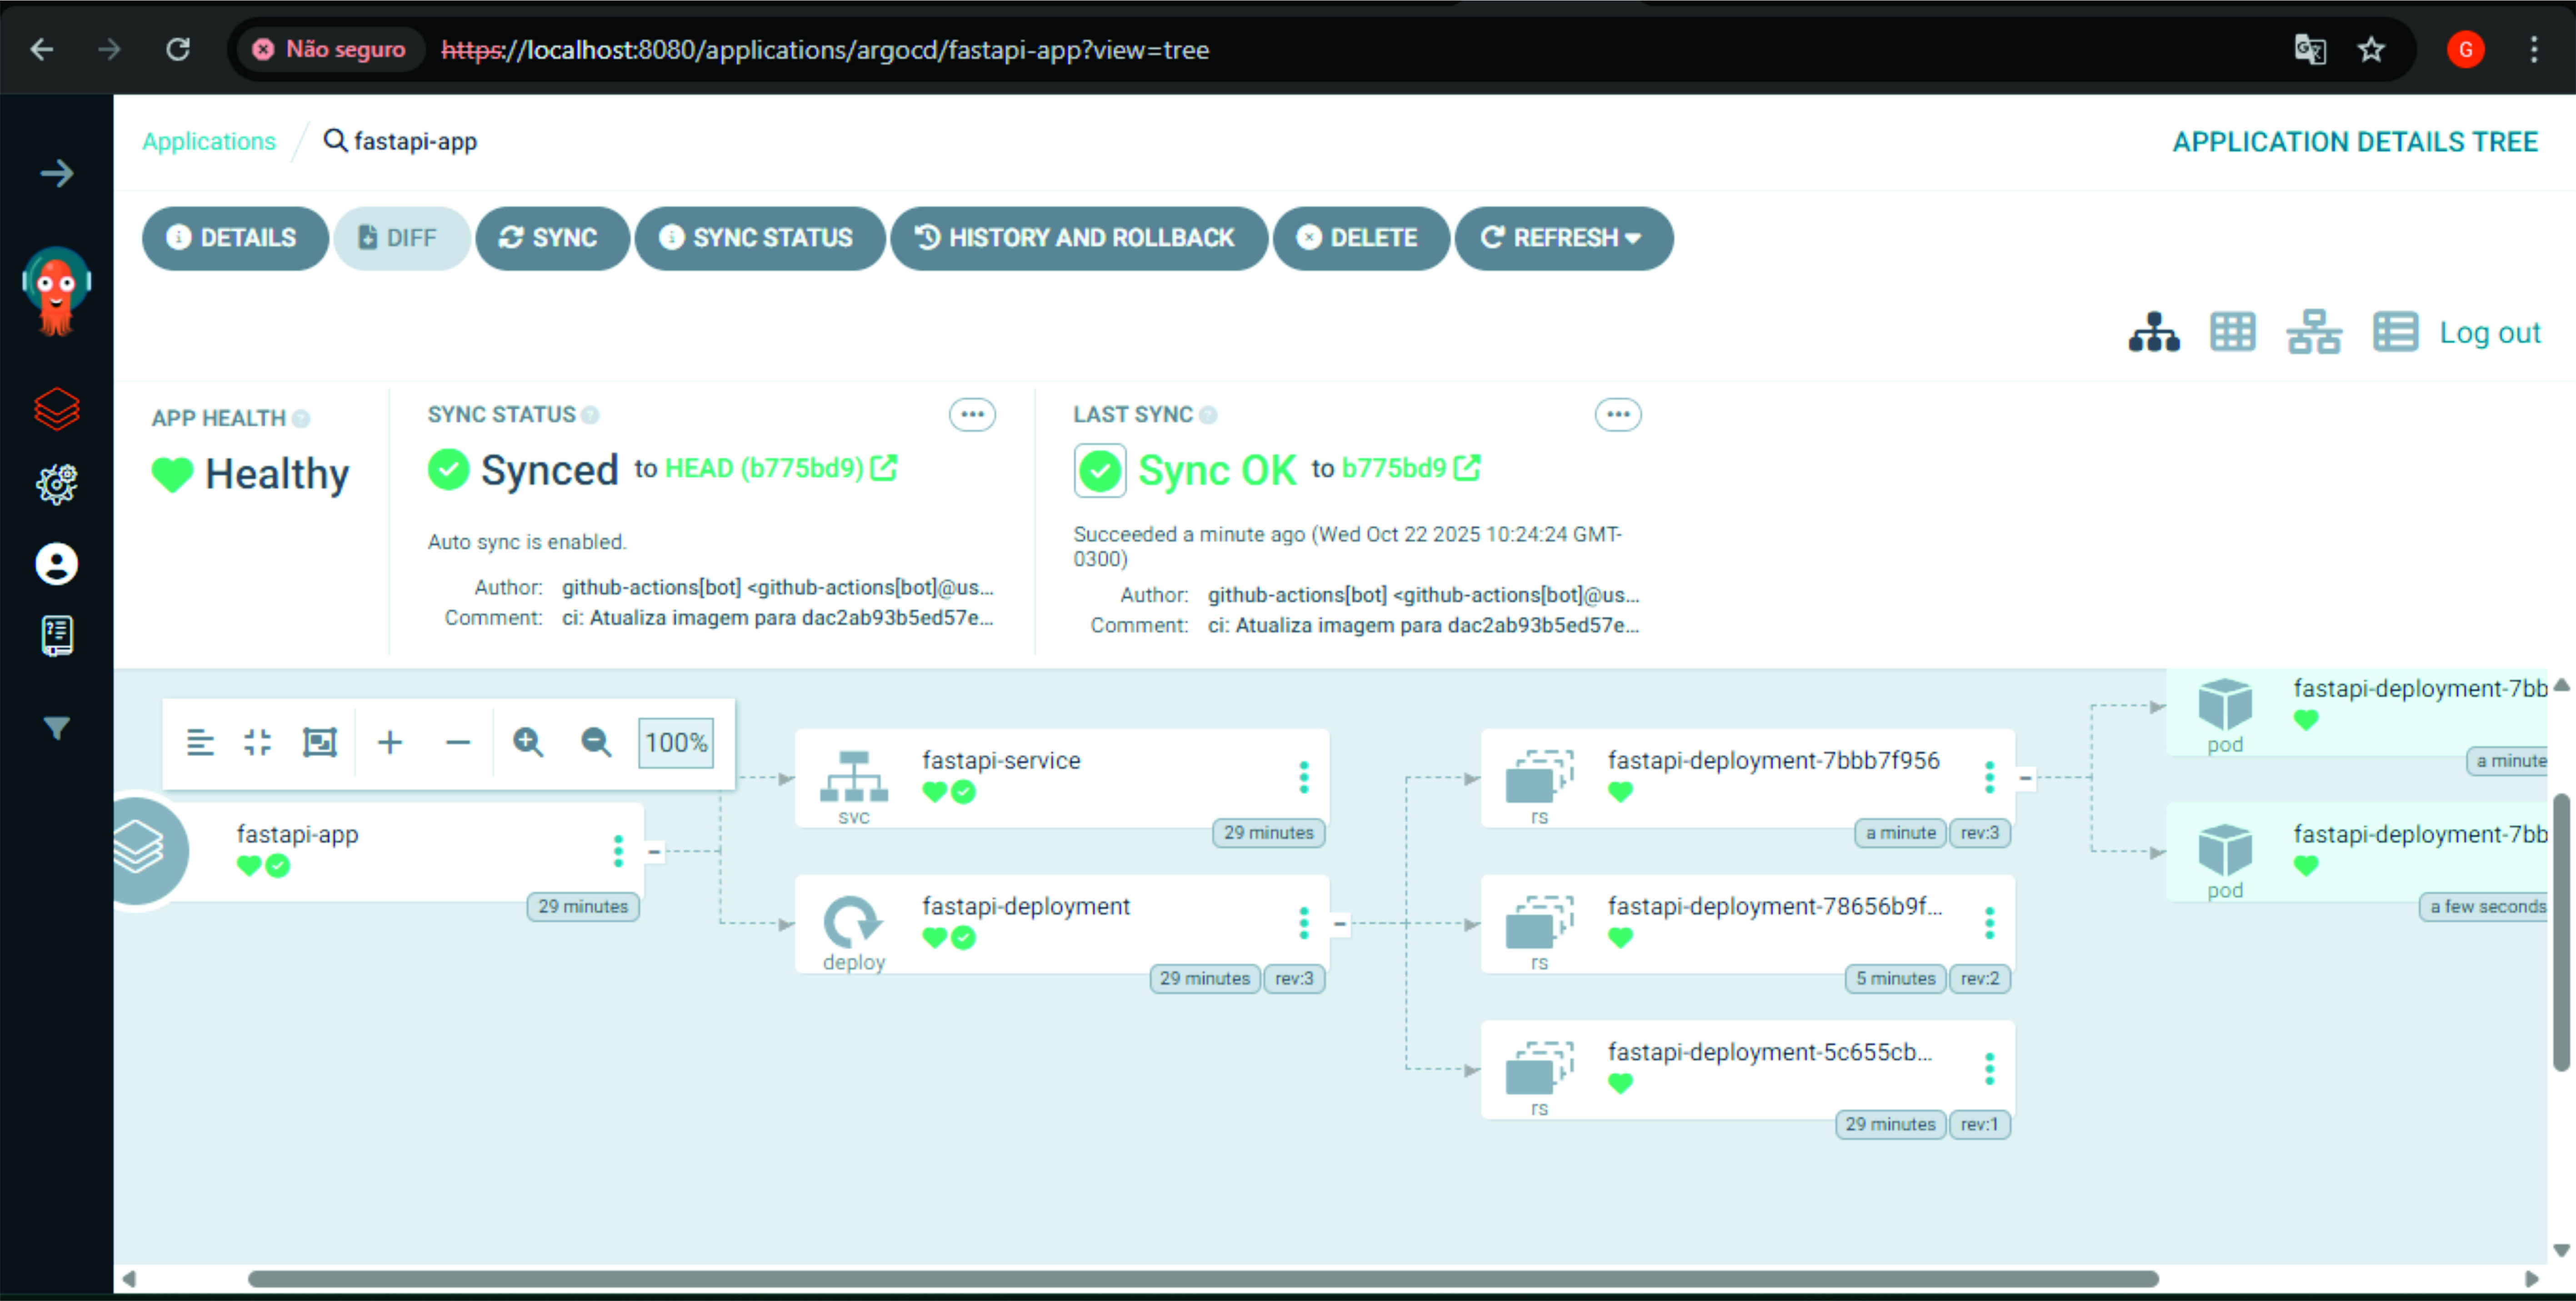 Não seguro https://localhost:8080/applications/argocd/fastapi-app?view=tree G
Applications / fastapi-app APPLICATION DETAILS TREE
DETAILS DIFF SYNC SYNC STATUS HISTORY AND ROLLBACK DELETE REFRESH
Log out
APP HEALTH
Healthy
SYNC STATUS
Synced to HEAD (b775bd9)
Auto sync is enabled.
Author: github-actions[bot] <github-actions[bot]@us...
Comment: ci: Atualiza imagem para dac2ab93b5ed57e...
LAST SYNC
Sync OK to b775bd9
Succeeded a minute ago (Wed Oct 22 2025 10:24:24 GMT-
0300)
Author: github-actions[bot] <github-actions[bot]@us...
Comment: ci: Atualiza imagem para dac2ab93b5ed57e...
100%
fastapi-app
29 minutes
fastapi-service
svc
29 minutes
fastapi-deployment
deploy
29 minutes rev:3
fastapi-deployment-7bbb7f956
rs
a minute rev:3
fastapi-deployment-78656b9f...
rs
5 minutes rev:2
fastapi-deployment-5c655cb...
rs
29 minutes rev:1
fastapi-deployment-7bb
pod
a minute
fastapi-deployment-7bb
pod
a few seconds